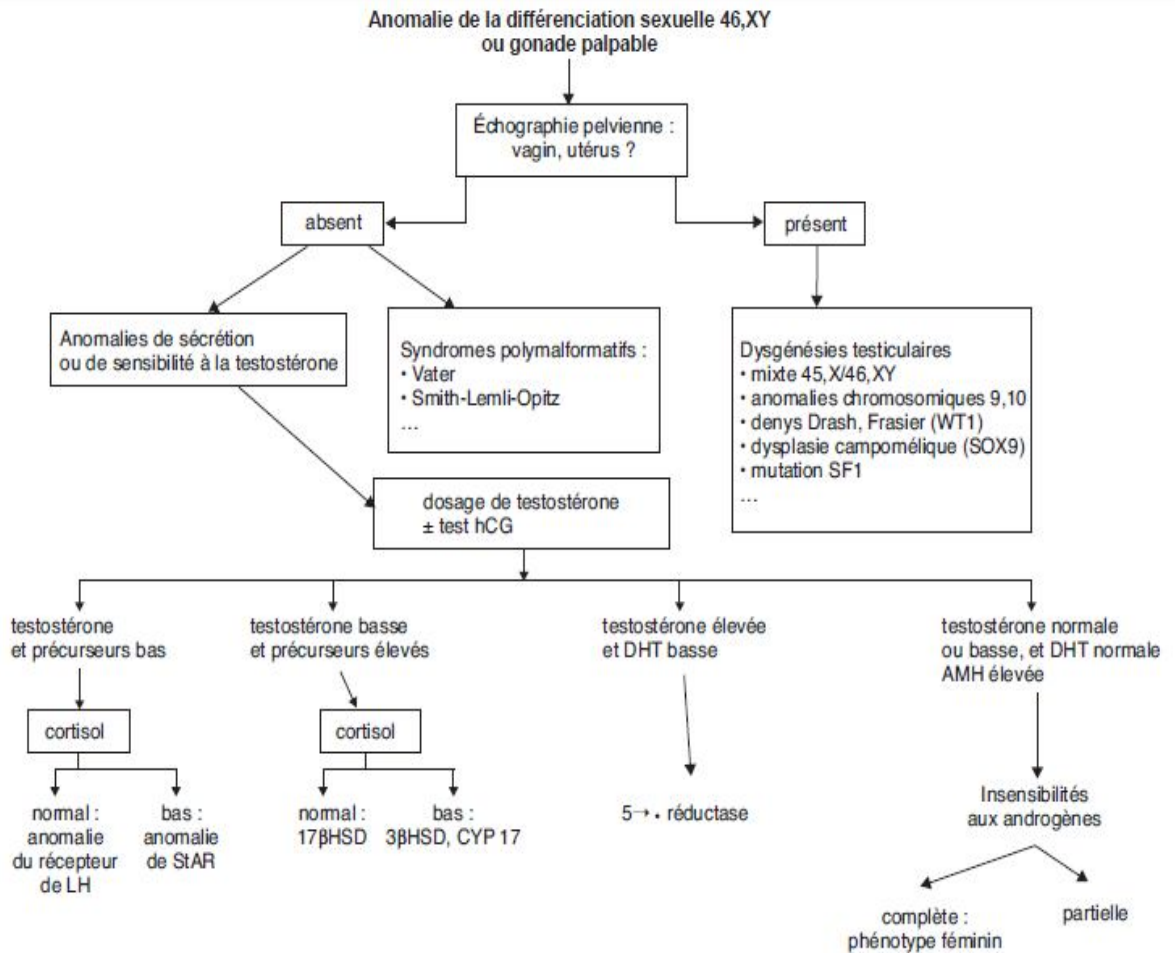 Anomalie de la différenciation sexuelle 46,XY
ou gonade palpable
Échographie pelvienne :
vagin, utérus ?
absent
présent
Anomalies de sécrétion
ou de sensibilité à la testostérone
Syndromes polymalformatifs :
• Vater
• Smith-Lemli-Opitz
...
Dysgénésies testiculaires
• mixte 45,X/46,XY
• anomalies chromosomiques 9,10
• denys Drash, Frasier (WT1)
• dysplasie campomélique (SOX9)
• mutation SF1
...
dosage de testostérone
± test hCG
testostérone
et précurseurs bas
testostérone basse
et précurseurs élevés
testostérone élevée
et DHT basse
testostérone normale
ou basse, et DHT normale
AMH élevée
cortisol
cortisol
normal :
anomalie
du récepteur
de LH
bas :
anomalie
de StAR
normal :
17βHSD
bas :
3βHSD, CYP 17
5→. réductase
Insensibilités
aux androgènes
complète :
phénotype féminin
partielle